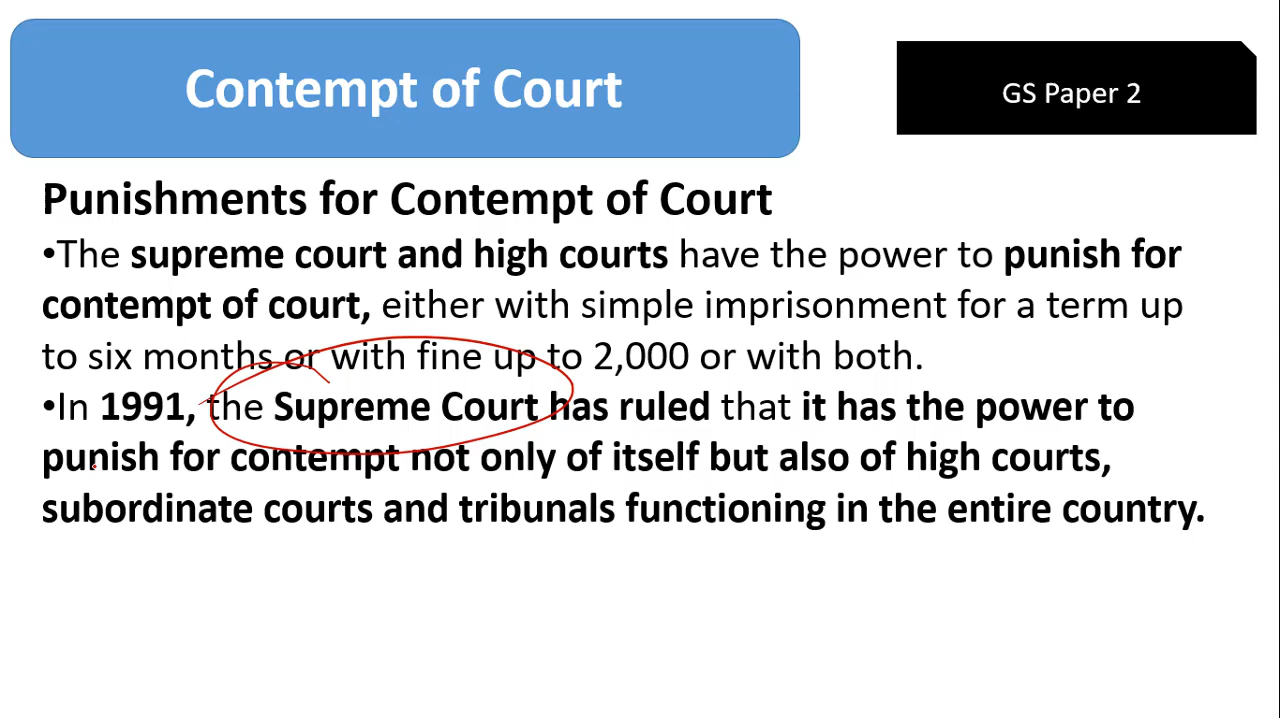 Contempt of Court
GS Paper 2
Punishments for Contempt of Court
•The supreme court and high courts have the power to punish for
contempt of court, either with simple imprisonment for a term up
to six months or with fine up to 2,000 or with both.
•In 1991, the Supreme Court has ruled that it has the power to
punish for contempt not only of itself but also of high courts,
subordinate courts and tribunals functioning in the entire country.